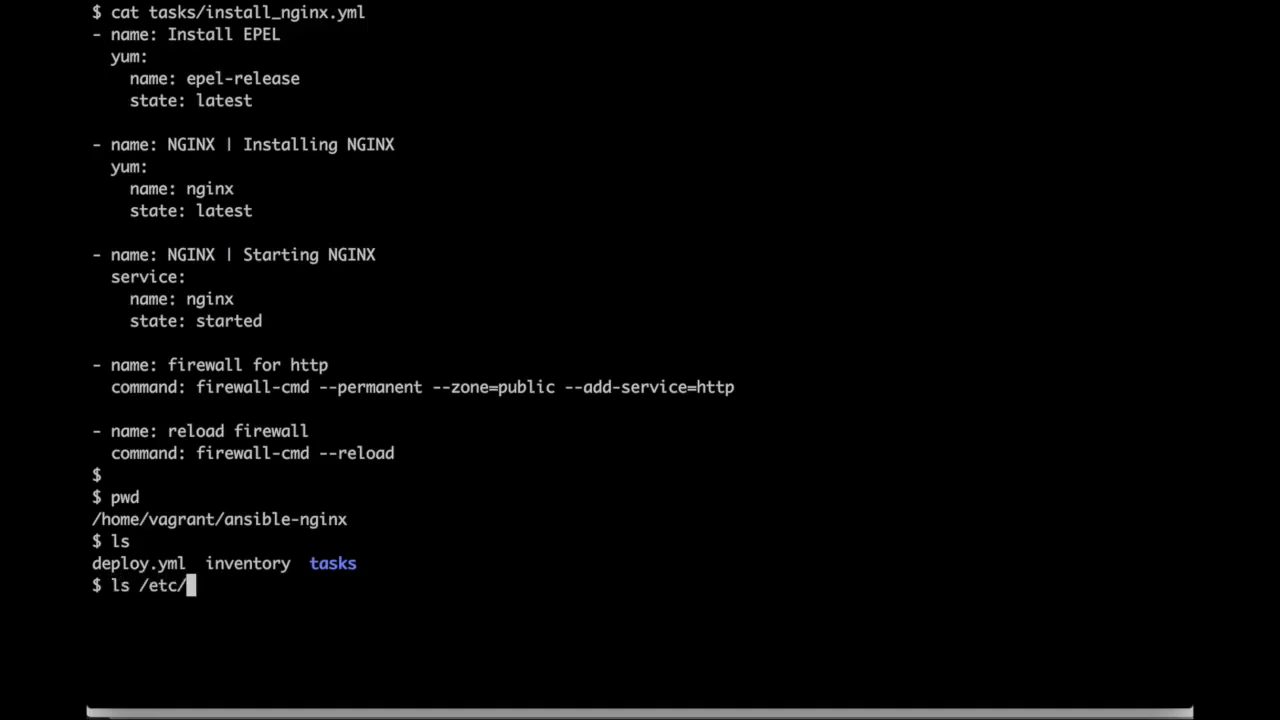 $ cat tasks/install_nginx.yml
- name: Install EPEL
  yum:
    name: epel-release
    state: latest

- name: NGINX | Installing NGINX
  yum:
    name: nginx
    state: latest

- name: NGINX | Starting NGINX
  service:
    name: nginx
    state: started

- name: firewall for http
  command: firewall-cmd --permanent --zone=public --add-service=http

- name: reload firewall
  command: firewall-cmd --reload
$
$ pwd
/home/vagrant/ansible-nginx
$ ls
deploy.yml  inventory  tasks
$ ls /etc/